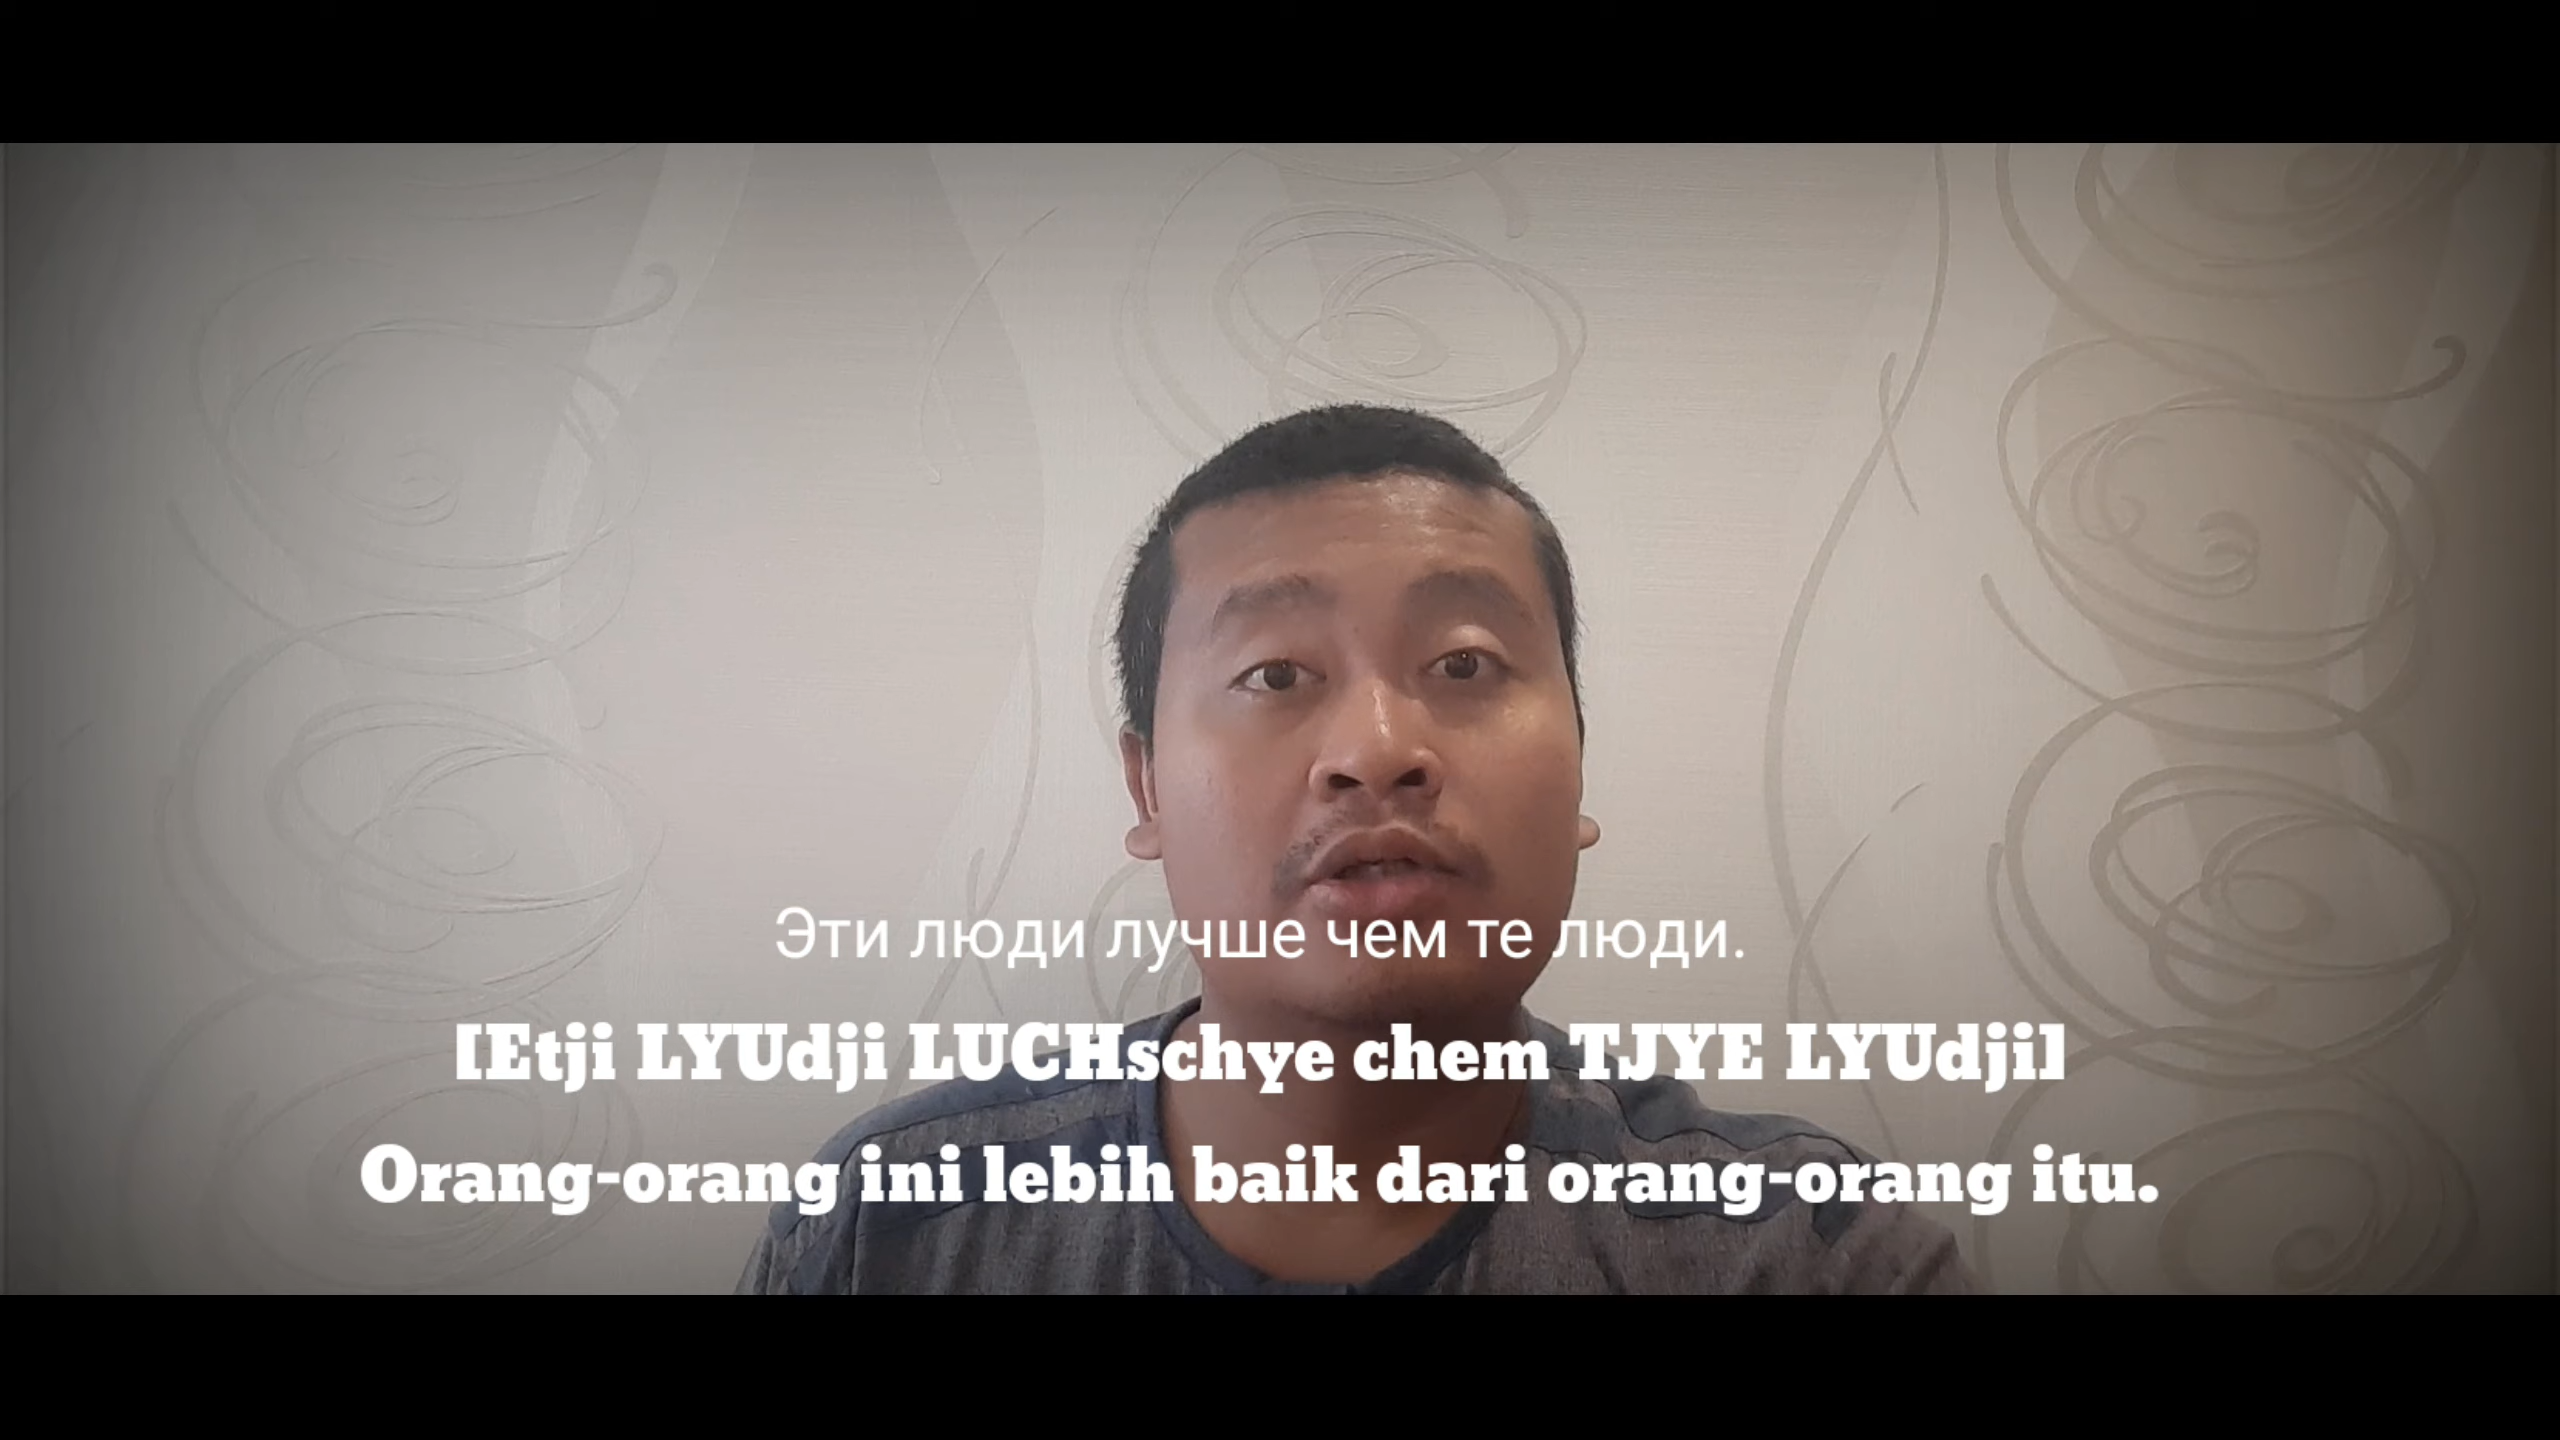 Эти люди лучше чем те люди.
[Etji LYUdji LUCHschye chem TJYE LYUdji]
Orang-orang ini lebih baik dari orang-orang itu.